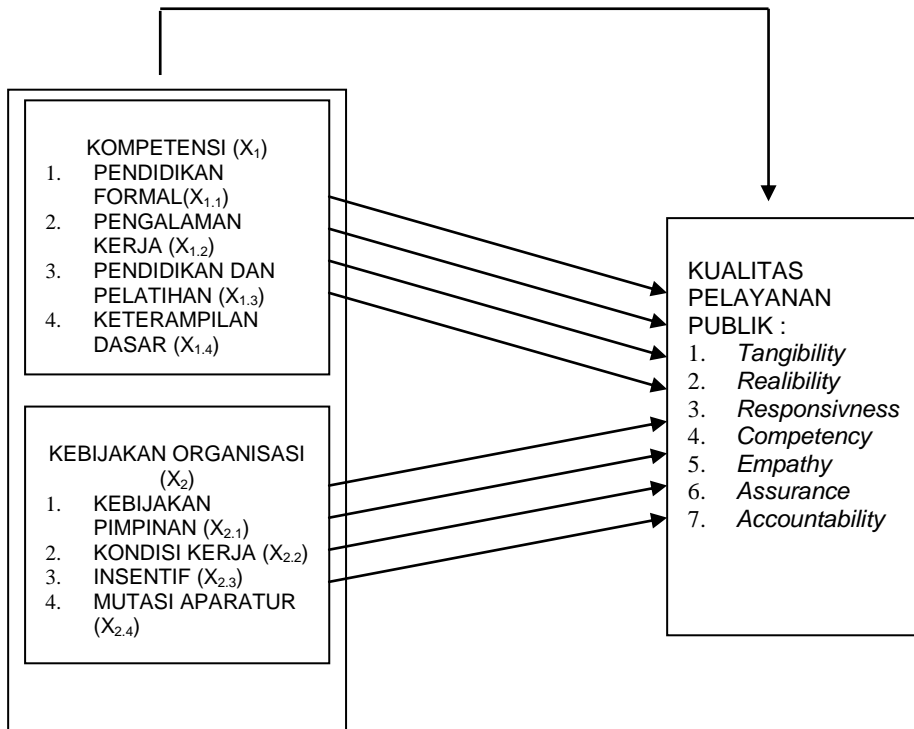 KOMPETENSI (X1)
1. PENDIDIKAN
FORMAL(X1.1)
2. PENGALAMAN
KERJA (X1.2)
3. PENDIDIKAN DAN
PELATIHAN (X1.3)
4. KETERAMPILAN
DASAR (X1.4)
KEBIJAKAN ORGANISASI
(X2)
1. KEBIJAKAN
PIMPINAN (X2.1)
2. KONDISI KERJA (X2.2)
3. INSENTIF (X2.3)
4. MUTASI APARATUR
(X2.4)
KUALITAS
PELAYANAN
PUBLIK :
1. Tangibility
2. Realibility
3. Responsivness
4. Competency
5. Empathy
6. Assurance
7. Accountability